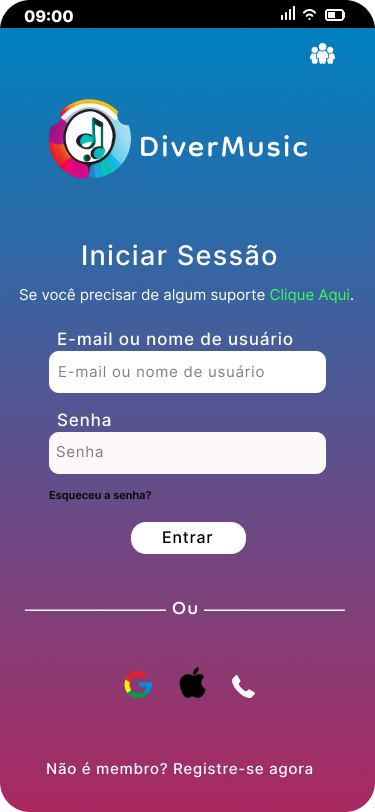 09:00
DiverMusic
Iniciar Sessão
Se você precisar de algum suporte Clique Aqui.
E-mail ou nome de usuário
E-mail ou nome de usuário
Senha
Senha
Esqueceu a senha?
Entrar
Ou
Não é membro? Registre-se agora